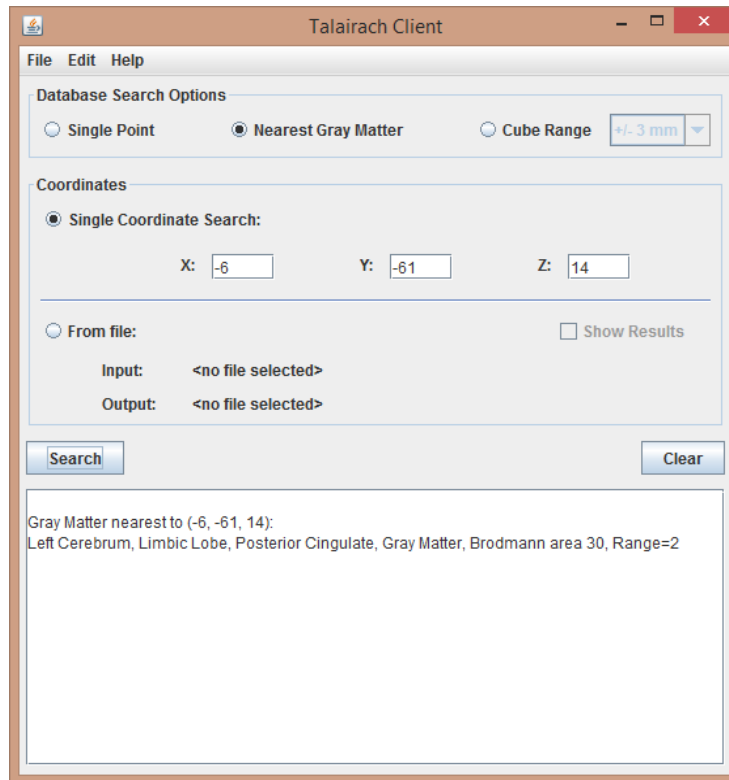 Talairach Client
File Edit Help
Database Search Options
Single Point Nearest Gray Matter Cube Range +/- 3 mm
Coordinates
Single Coordinate Search:
X: -6 Y: -61 Z: 14
From file: Show Results
Input: <no file selected>
Output: <no file selected>
Search Clear
Gray Matter nearest to (-6, -61, 14):
Left Cerebrum, Limbic Lobe, Posterior Cingulate, Gray Matter, Brodmann area 30, Range=2